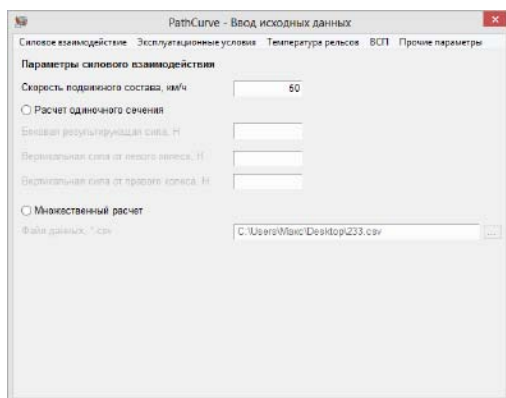 PathCurve - Ввод исходных данных
Силовое взаимодействие Эксплуатационные условия Температура рельсов ВСП Прочие параметры
Параметры силового взаимодействия
Скорость подвижного состава, км/ч 60
Расчет одиночного сечения
Боковая результирующая сила, Н
Вертикальная сила от левого колеса, Н
Вертикальная сила от правого колеса, Н
Множественный расчет
Файл данных, *.csv C:\Users\Макс\Desktop\233.csv ...